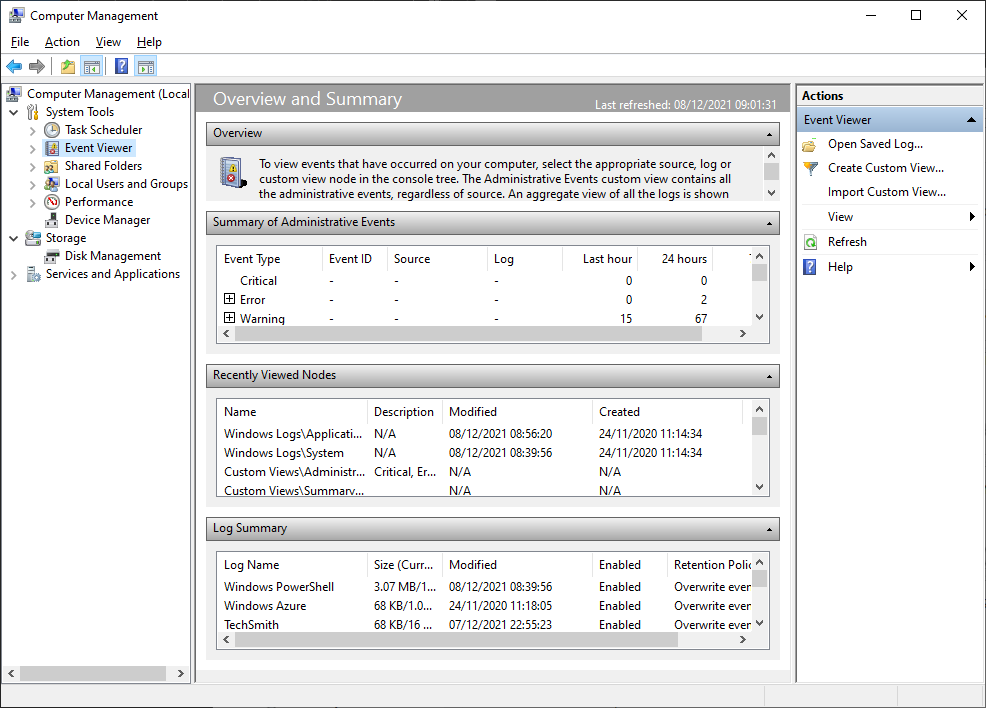 Computer Management
File Action View Help
Computer Management (Local
System Tools
Task Scheduler
Event Viewer
Shared Folders
Local Users and Groups
Performance
Device Manager
Storage
Disk Management
Services and Applications
Overview and Summary
Last refreshed: 08/12/2021 09:01:31
Overview
To view events that have occurred on your computer, select the appropriate source, log or
custom view node in the console tree. The Administrative Events custom view contains all
the administrative events, regardless of source. An aggregate view of all the logs is shown
Summary of Administrative Events
Event Type Event ID Source Log Last hour 24 hours
Critical - - - 0 0
Error - - - 0 2
Warning - - - 15 67
Recently Viewed Nodes
Name Description Modified Created
Windows Logs\Applicati... N/A 08/12/2021 08:56:20 24/11/2020 11:14:34
Windows Logs\System N/A 08/12/2021 08:39:56 24/11/2020 11:14:34
Custom Views\Administr... Critical, Er... N/A N/A
Custom Views\Summary... N/A N/A
Log Summary
Log Name Size (Curr... Modified Enabled Retention Polic
Windows PowerShell 3.07 MB/1... 08/12/2021 08:39:56 Enabled Overwrite ever
Windows Azure 68 KB/1.0... 24/11/2020 11:18:05 Enabled Overwrite ever
TechSmith 68 KB/16 ... 07/12/2021 22:55:23 Enabled Overwrite ever
Actions
Event Viewer
Open Saved Log...
Create Custom View...
Import Custom View...
View
Refresh
Help